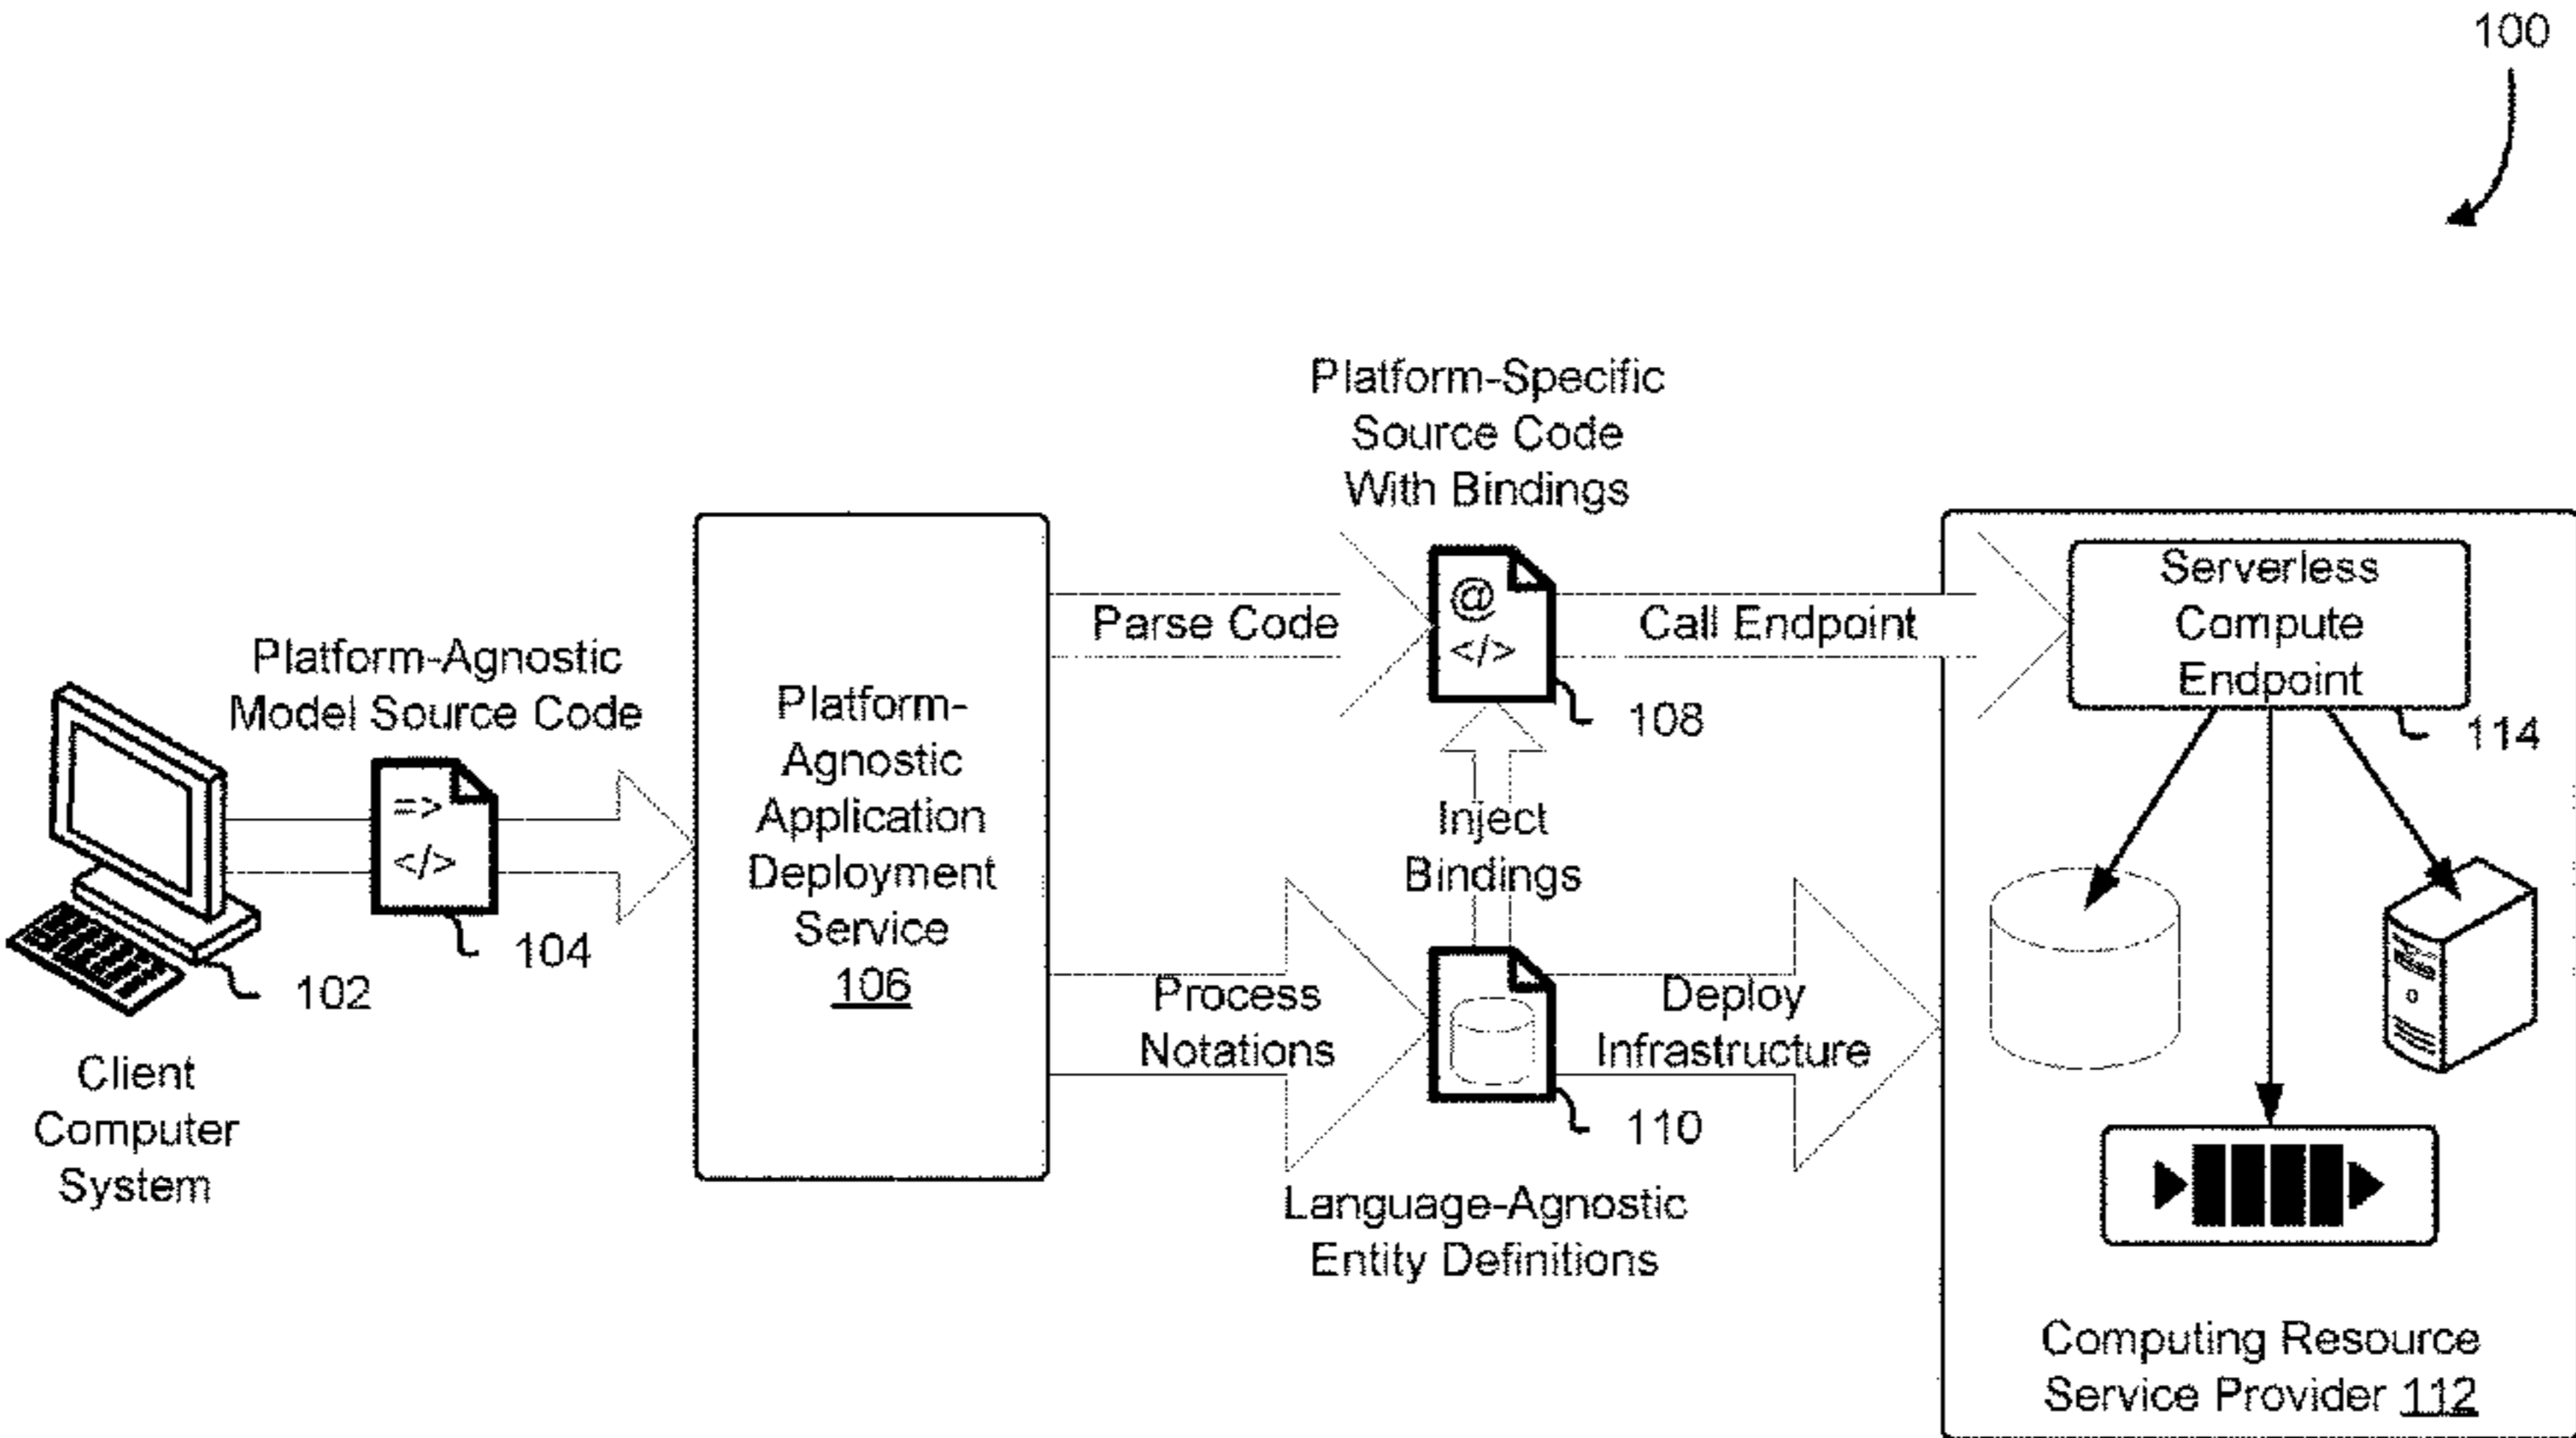 100
Platform-Specific
Source Code
With Bindings
@
</>
108
Parse Code
Call Endpoint
Serverless
Compute
Endpoint
114
Platform-Agnostic
Model Source Code
=>
</>
104
102
Client
Computer
System
Platform-
Agnostic
Application
Deployment
Service
106
Inject
Bindings
Process
Notations
110
Deploy
Infrastructure
Language-Agnostic
Entity Definitions
Computing Resource
Service Provider 112